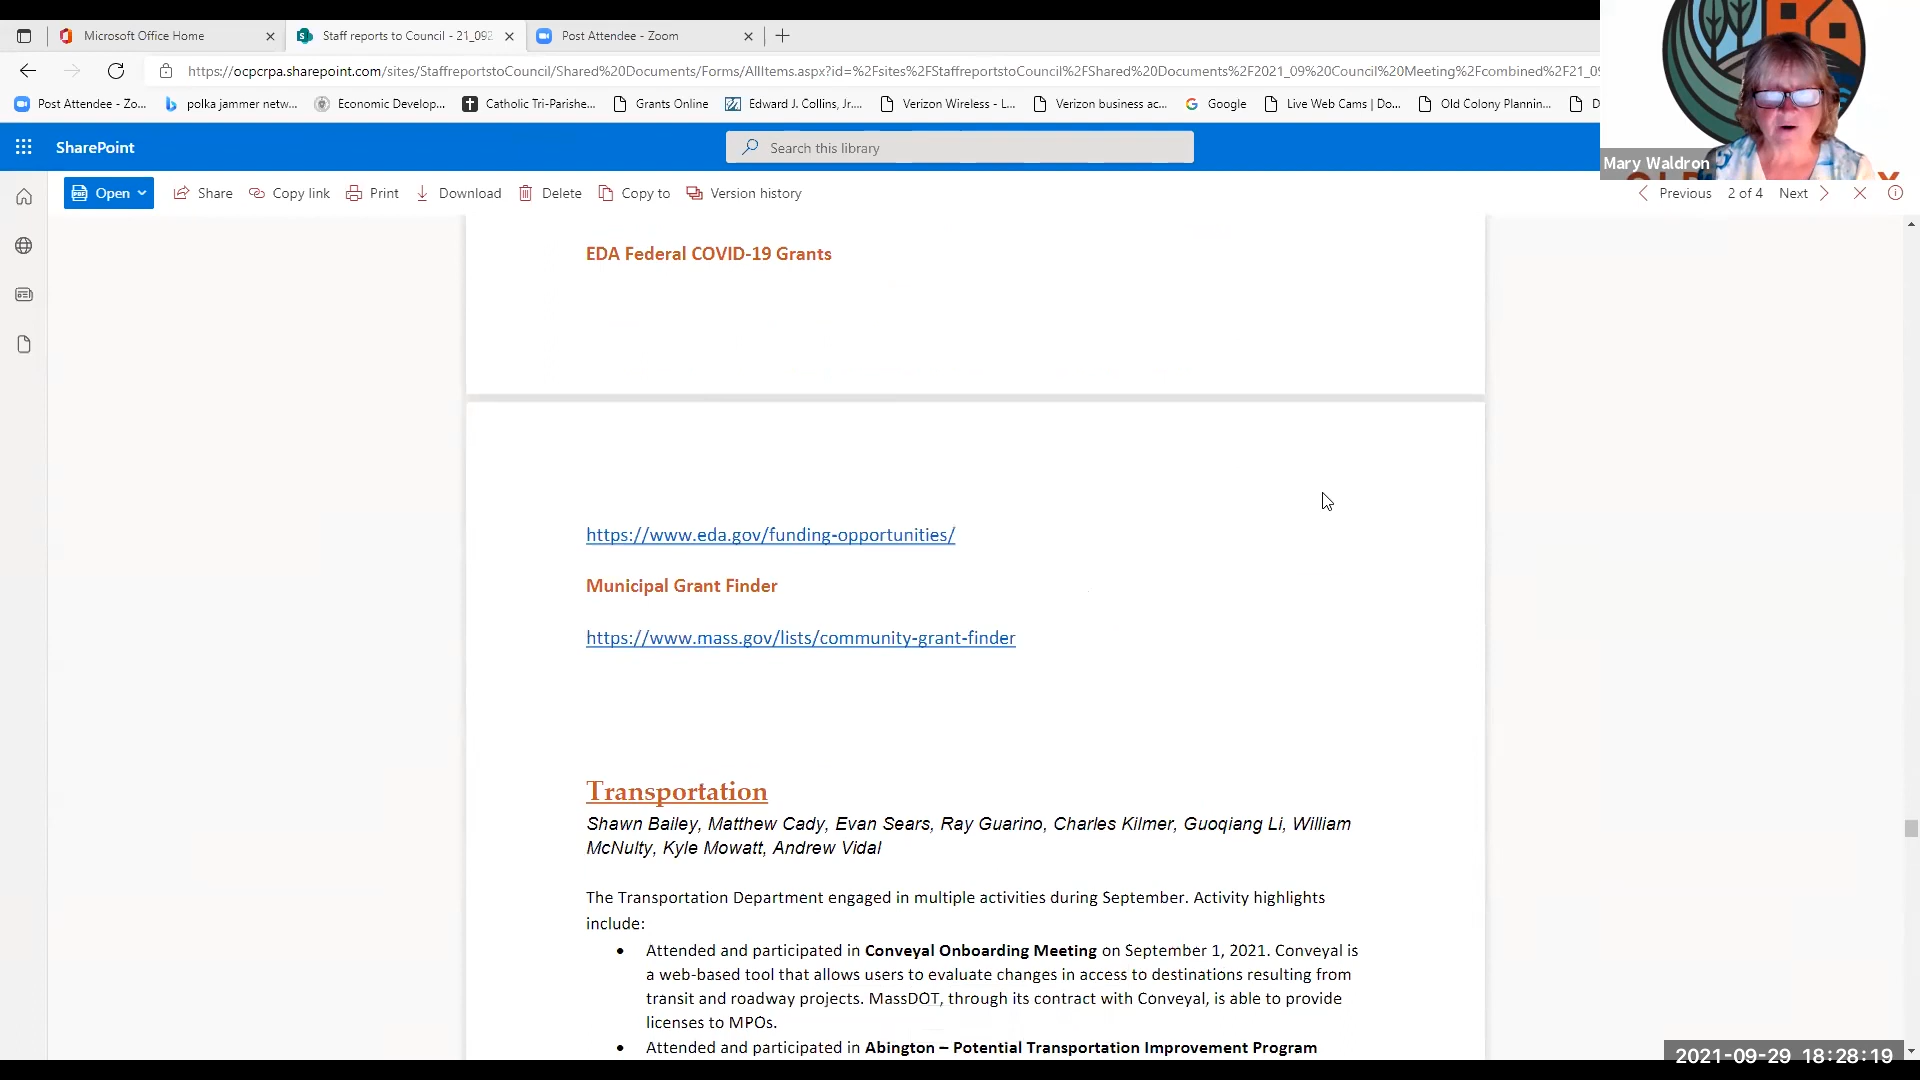 Microsoft Office Home
Staff reports to Council - 21_092
Post Attendee - Zoom
https://ocpcrpa.sharepoint.com/sites/StaffreportstoCouncil/Shared%20Documents/Forms/AllItems.aspx?id=%2Fsites%2FStaffreportstoCouncil%2FShared%20Documents%2F2021_09%20Council%20Meeting%2Fcombined%2F21_09
Post Attendee - Zo...
polka jammer netw...
Economic Develop...
Catholic Tri-Parishe...
Grants Online
Edward J. Collins, Jr....
Verizon Wireless - L...
Verizon business ac...
Google
Live Web Cams | Do...
Old Colony Plannin...
SharePoint
Search this library
Mary Waldron
Open
Share
Copy link
Print
Download
Delete
Copy to
Version history
Previous
2 of 4
Next
EDA Federal COVID-19 Grants
https://www.eda.gov/funding-opportunities/
Municipal Grant Finder
https://www.mass.gov/lists/community-grant-finder
Transportation
Shawn Bailey, Matthew Cady, Evan Sears, Ray Guarino, Charles Kilmer, Guoqiang Li, William
McNulty, Kyle Mowatt, Andrew Vidal
The Transportation Department engaged in multiple activities during September. Activity highlights
include:
• Attended and participated in Conveyal Onboarding Meeting on September 1, 2021. Conveyal is
a web-based tool that allows users to evaluate changes in access to destinations resulting from
transit and roadway projects. MassDOT, through its contract with Conveyal, is able to provide
licenses to MPOs.
• Attended and participated in Abington – Potential Transportation Improvement Program
2021-09-29 18:28:19